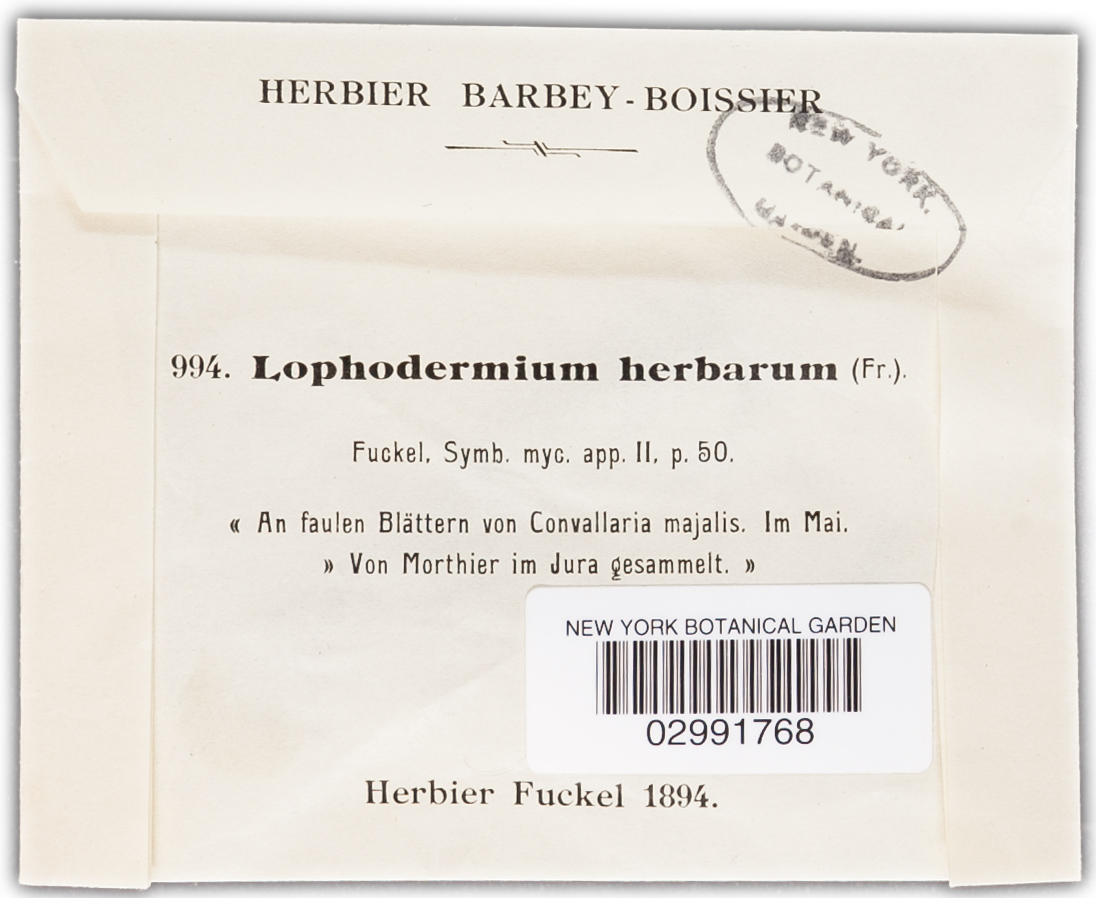 HERBIER BARBEY-BOISSIER
NEW YORK.
BOTANICAL
GARDEN.
994. Lophodermium herbarum (Fr.).
Fuckel, Symb. myc. app. II, p. 50.
« An faulen Blättern von Convallaria majalis. Im Mai.
» Von Morthier im Jura gesammelt. »
NEW YORK BOTANICAL GARDEN
02991768
Herbier Fuckel 1894.